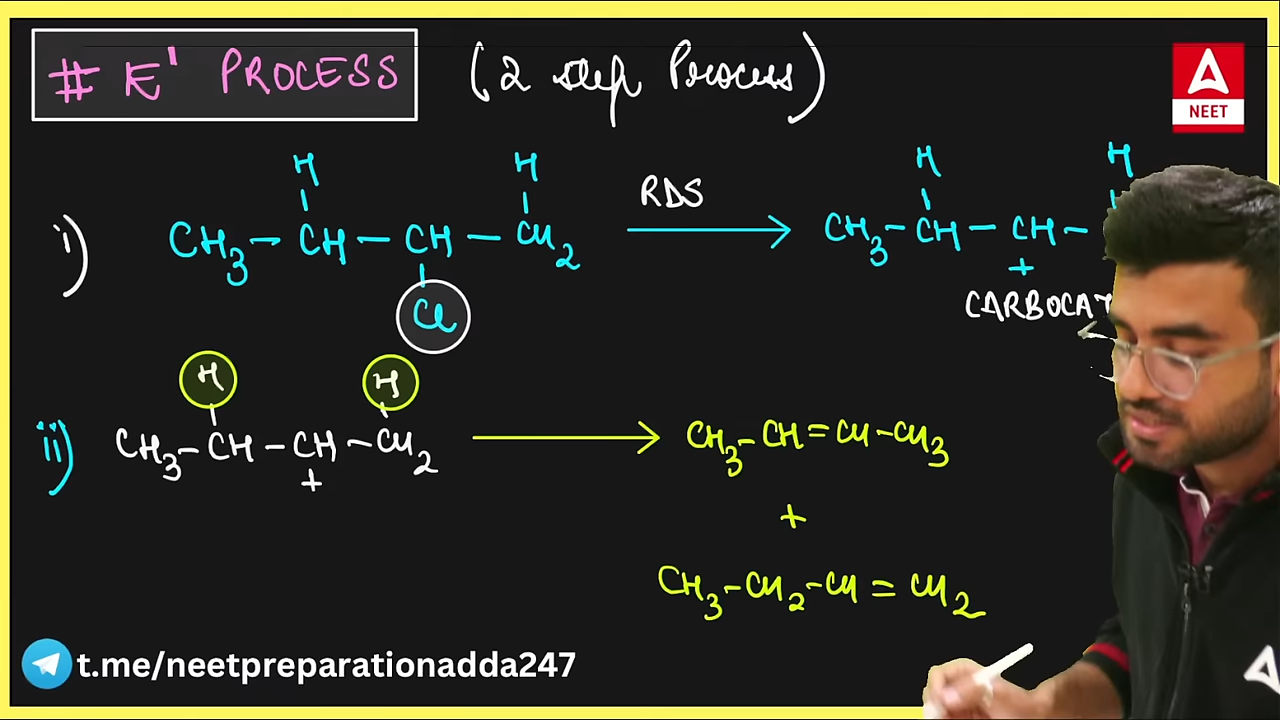 # E' PROCESS (2 step Process)
NEET
i) CH3 - CH - CH - CH2 RDS → CH3 - CH - CH -
H H H H
Cl + CARBOCAT
H H
ii) CH3 - CH - CH - CH2 → CH3 - CH = CH - CH3
+ +
CH3 - CH2 - CH = CH2
t.me/neetpreparationadda247